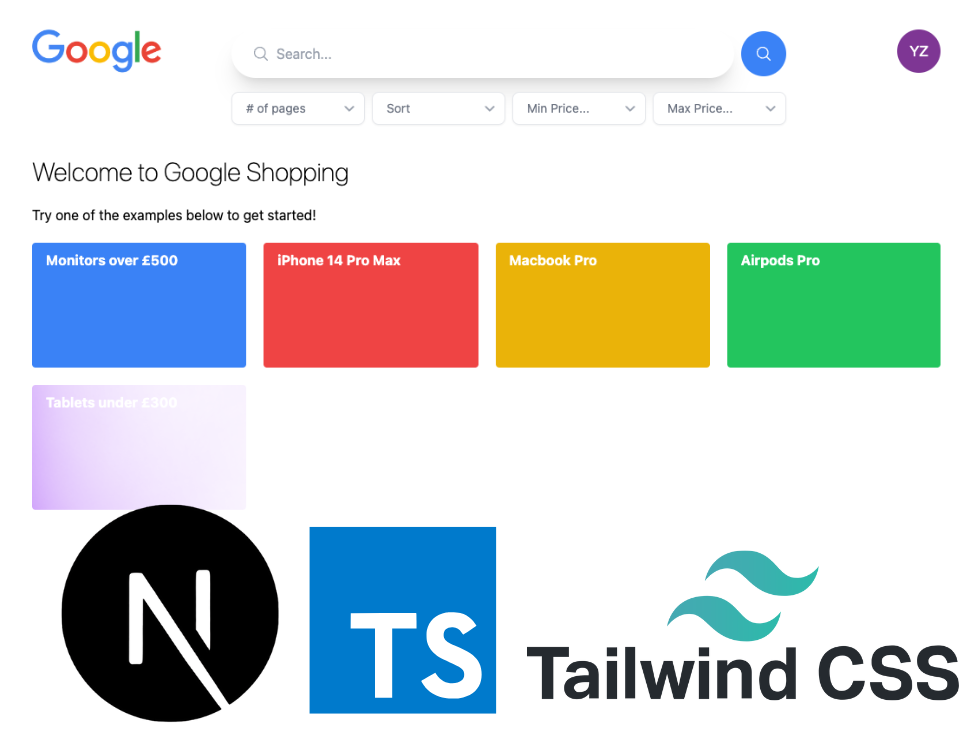 Google
Search...
YZ
# of pages
Sort
Min Price...
Max Price...
Welcome to Google Shopping
Try one of the examples below to get started!
Monitors over £500
iPhone 14 Pro Max
Macbook Pro
Airpods Pro
Tablets under £300
N
TS
Tailwind CSS